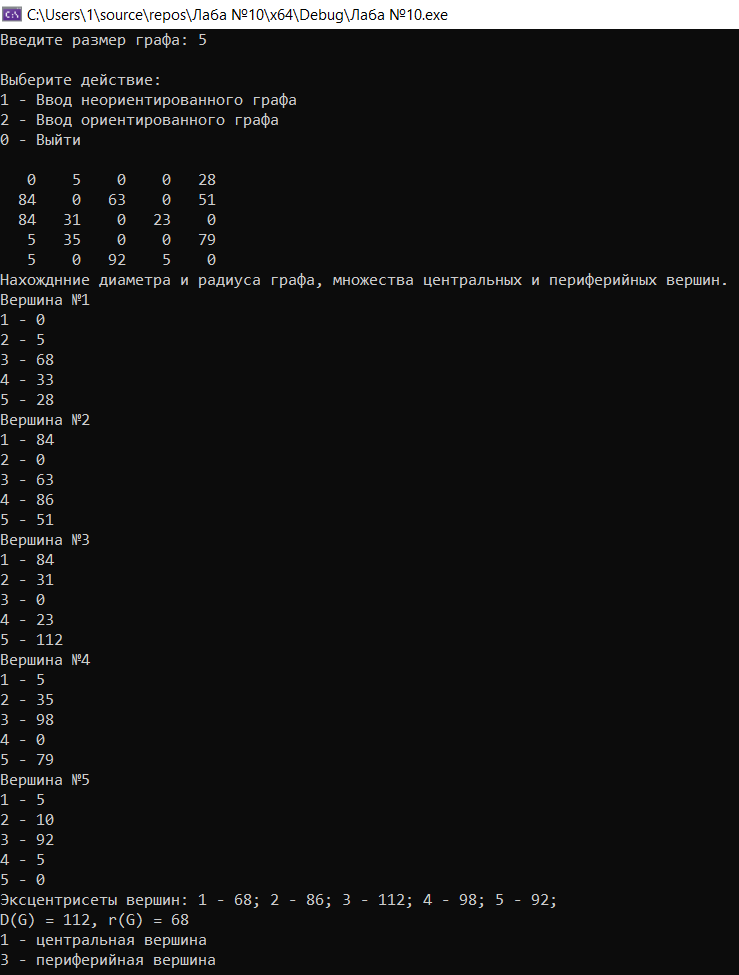 C:\Users\1\source\repos\Лаба №10\x64\Debug\Лаба №10.exe
Введите размер графа: 5
Выберите действие:
1 - Ввод неориентированного графа
2 - Ввод ориентированного графа
0 - Выйти
0 5 0 0 28
84 0 63 0 51
84 31 0 23 0
5 35 0 0 79
5 0 92 5 0
Нахожднние диаметра и радиуса графа, множества центральных и периферийных вершин.
Вершина №1
1 - 0
2 - 5
3 - 68
4 - 33
5 - 28
Вершина №2
1 - 84
2 - 0
3 - 63
4 - 86
5 - 51
Вершина №3
1 - 84
2 - 31
3 - 0
4 - 23
5 - 112
Вершина №4
1 - 5
2 - 35
3 - 98
4 - 0
5 - 79
Вершина №5
1 - 5
2 - 10
3 - 92
4 - 5
5 - 0
Эксцентрисеты вершин: 1 - 68; 2 - 86; 3 - 112; 4 - 98; 5 - 92;
D(G) = 112, r(G) = 68
1 - центральная вершина
3 - периферийная вершина